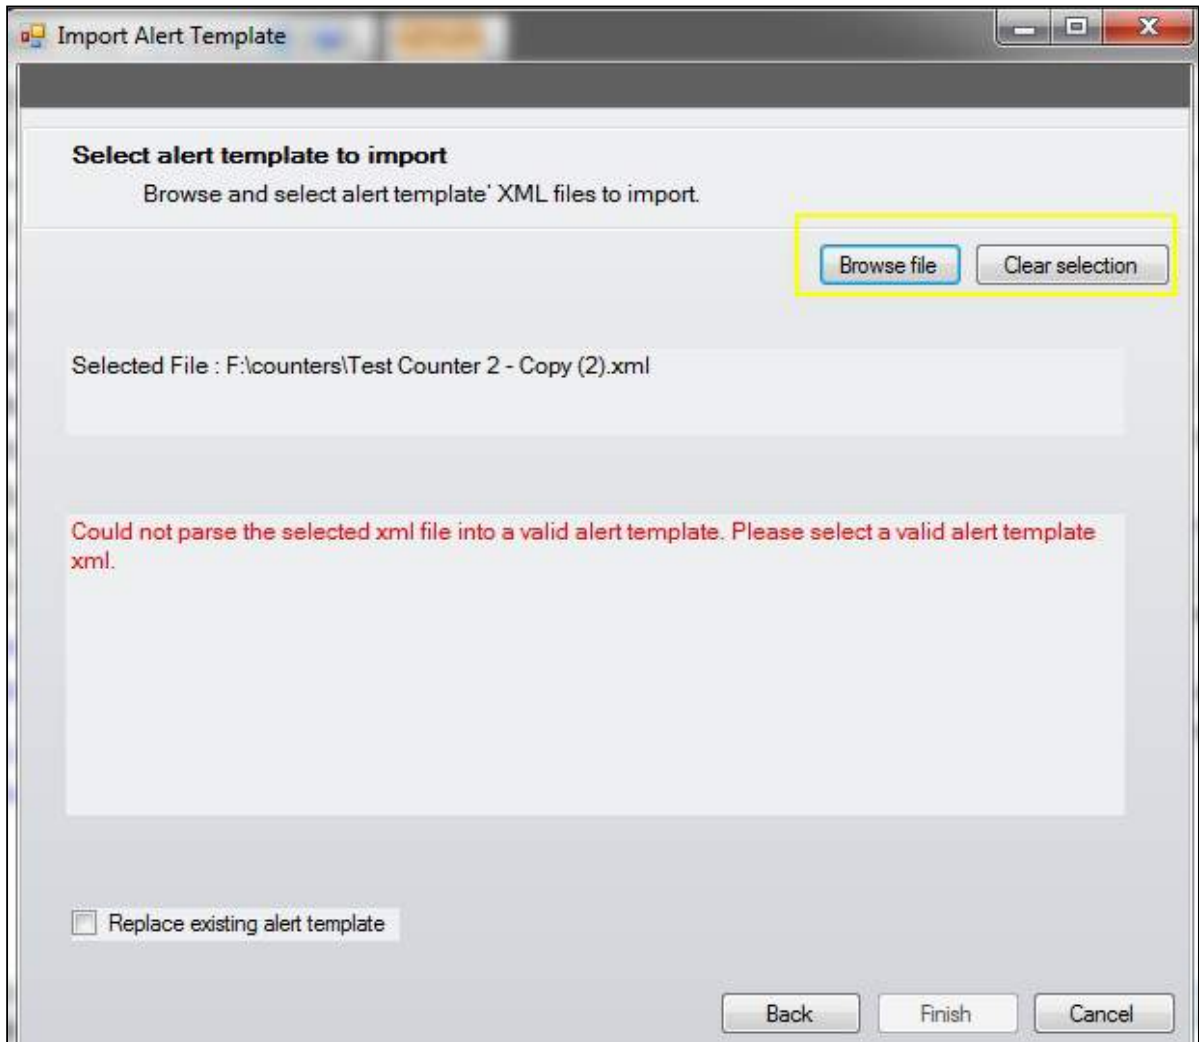 Import Alert Template
Select alert template to import
Browse and select alert template' XML files to import.
Browse file Clear selection
Selected File : F:\counters\Test Counter 2 - Copy (2).xml
Could not parse the selected xml file into a valid alert template. Please select a valid alert template
xml.
Replace existing alert template
Back Finish Cancel